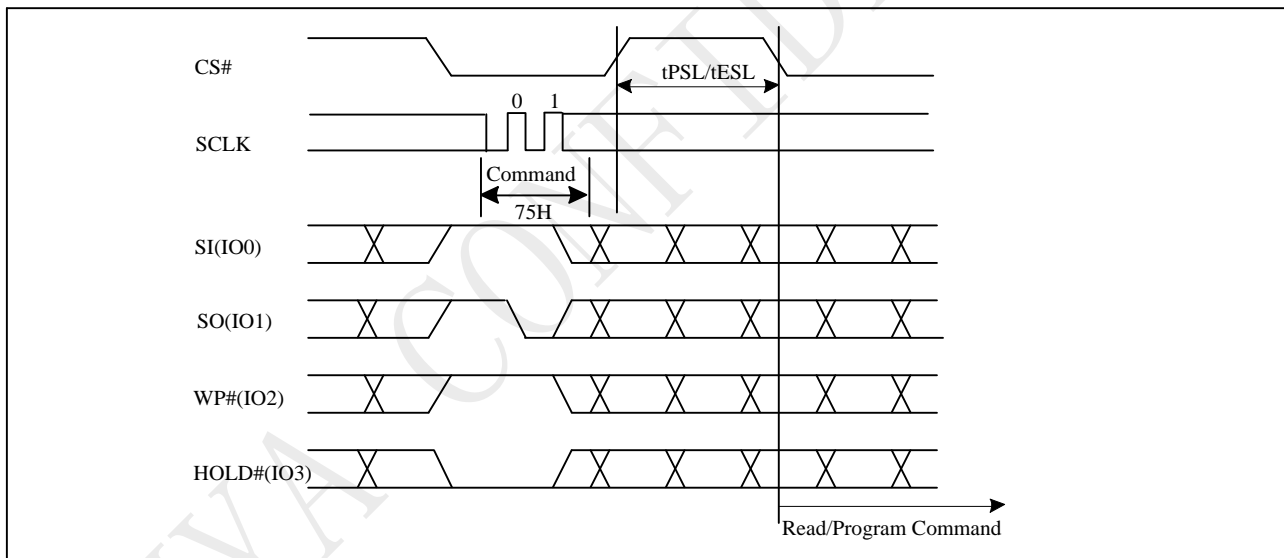 CS#
tPSL/tESL
0 1
SCLK
Command
75H
SI(IO0)
SO(IO1)
WP#(IO2)
HOLD#(IO3)
Read/Program Command